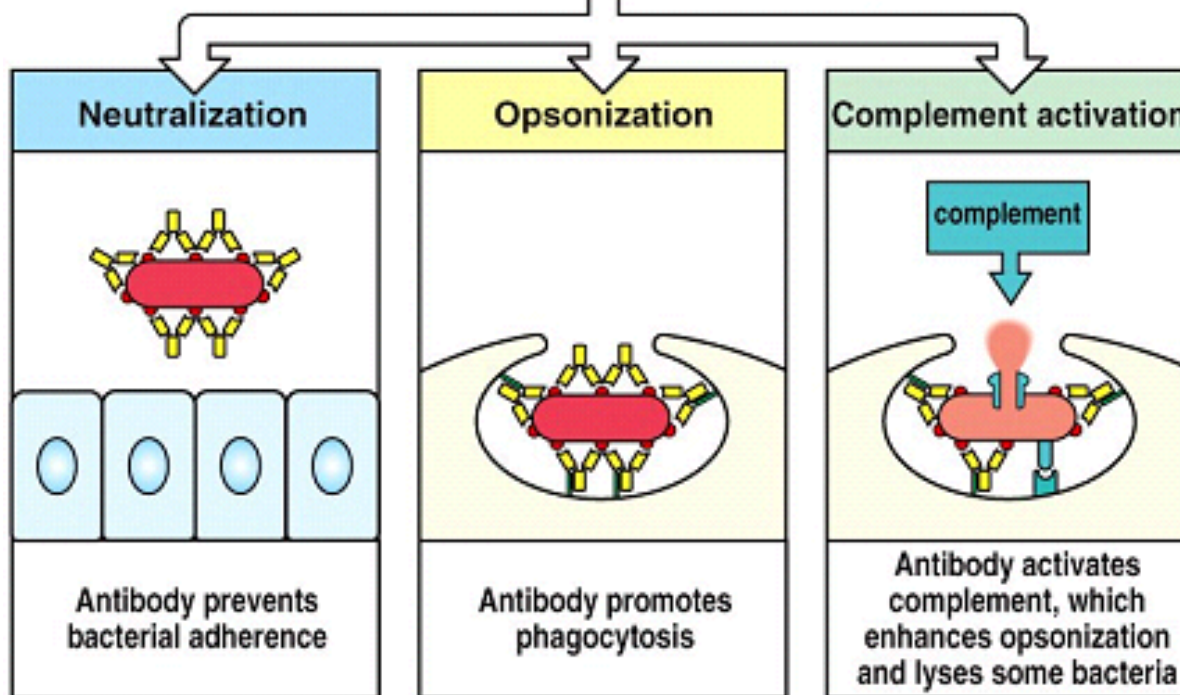 Neutralization
Opsonization
Complement activation
complement
Antibody prevents
bacterial adherence
Antibody promotes
phagocytosis
Antibody activates
complement, which
enhances opsonization
and lyses some bacteria